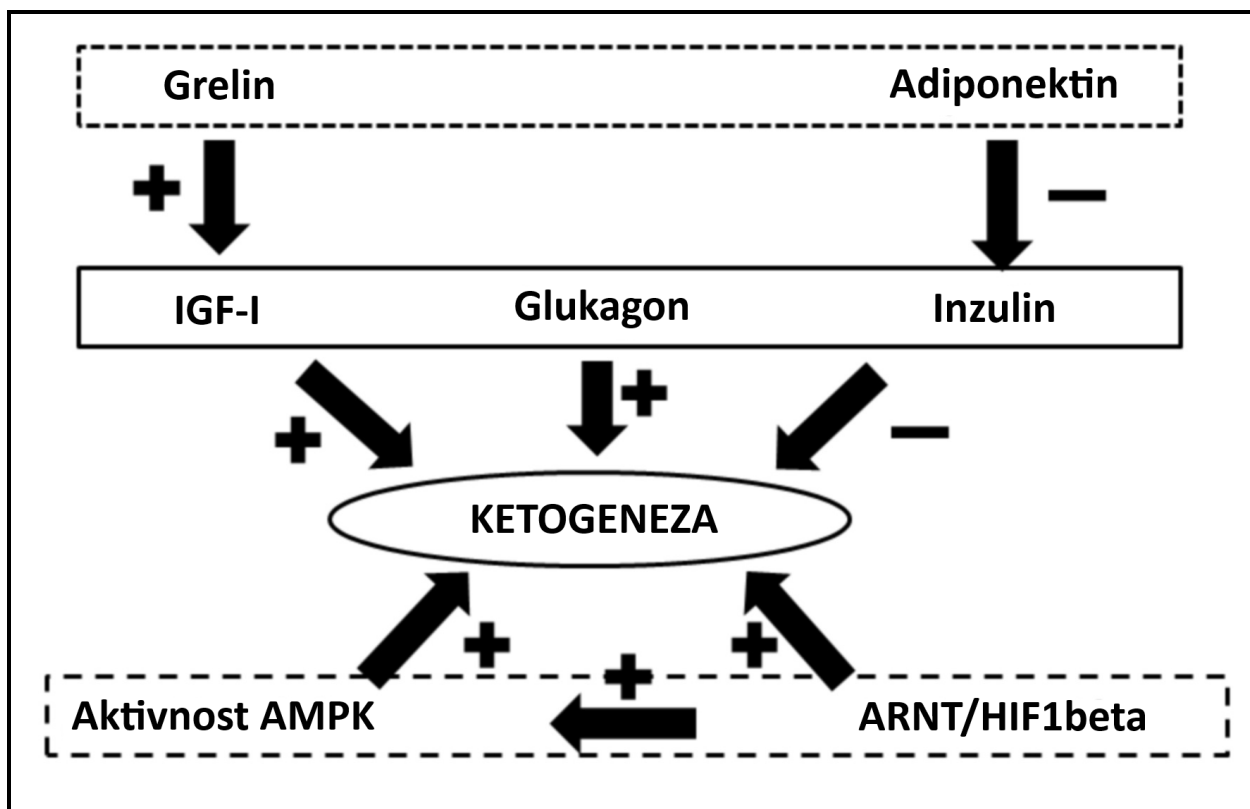 Grelin
Adiponektin
+
−
IGF-I
Glukagon
Inzulin
+
+
−
KETOGENEZA
+
+
+
Aktivnost AMPK
ARNT/HIF1beta